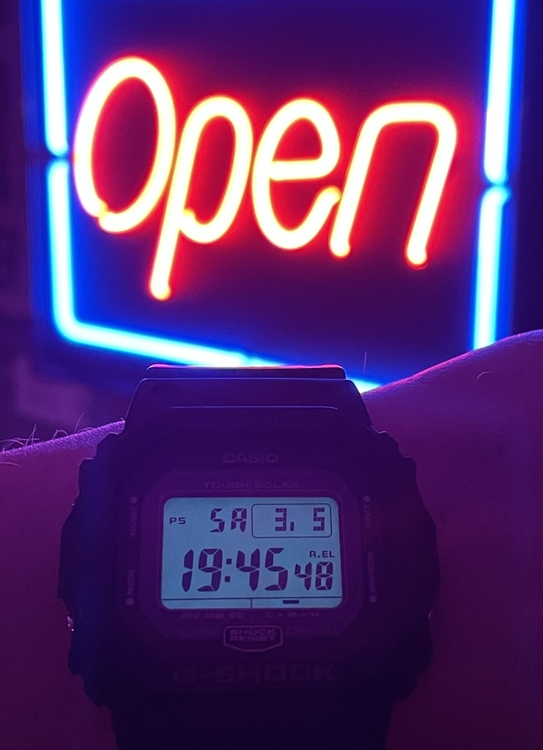 Open
CASIO
TOUGH SOLAR
PS SA 3. 5
A.EL
19:45 48
SHOCK
RESIST
G-SHOCK